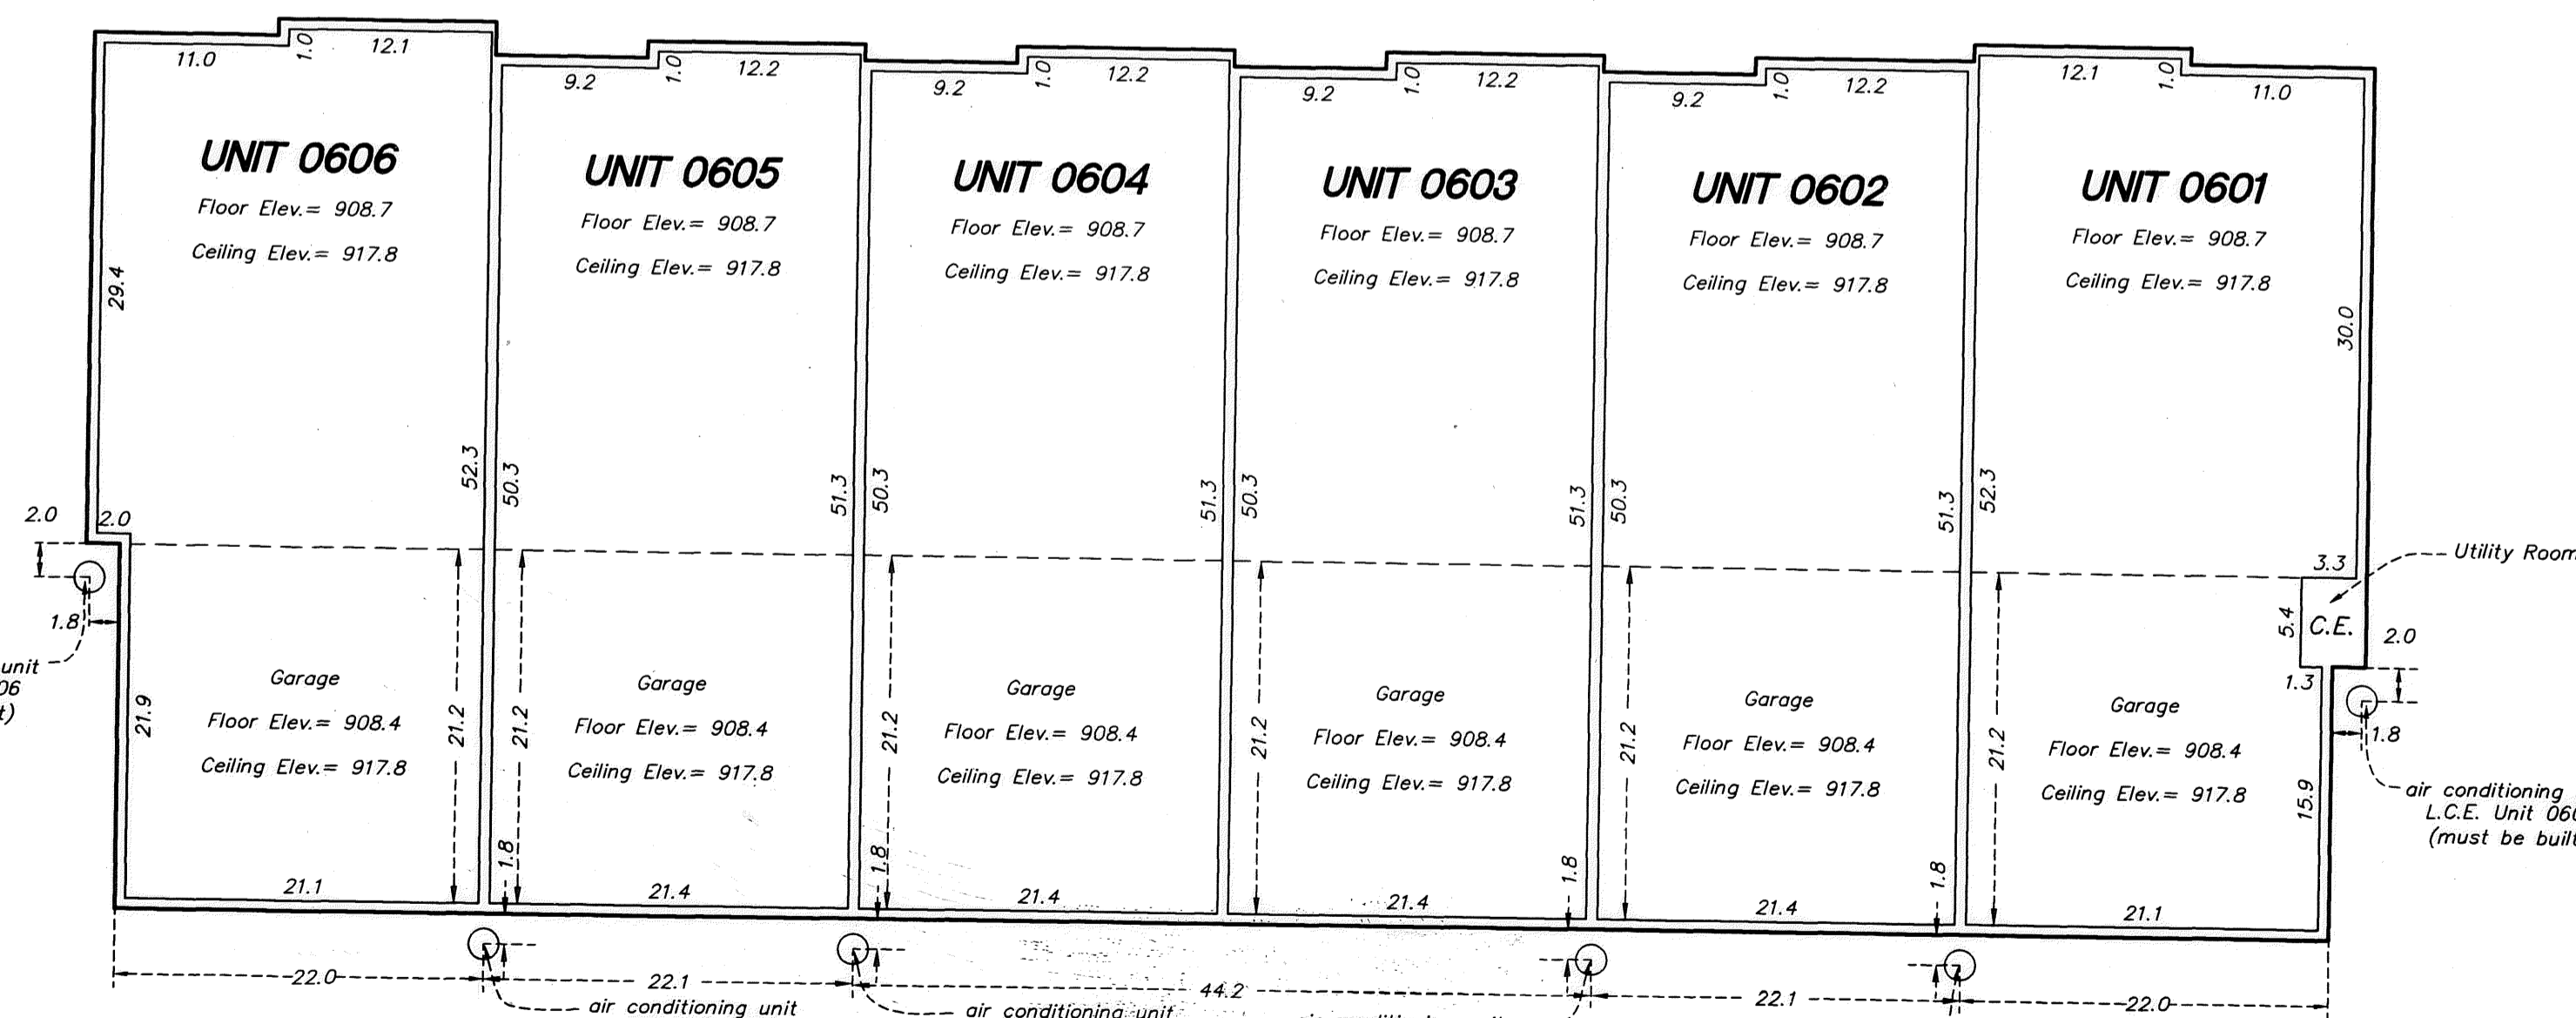 11.0 1.0 12.1
9.2 1.0 12.2
9.2 1.0 12.2
9.2 1.0 12.2
9.2 1.0 12.2
12.1 1.0 11.0
UNIT 0606
Floor Elev.= 908.7
Ceiling Elev.= 917.8
UNIT 0605
Floor Elev.= 908.7
Ceiling Elev.= 917.8
UNIT 0604
Floor Elev.= 908.7
Ceiling Elev.= 917.8
UNIT 0603
Floor Elev.= 908.7
Ceiling Elev.= 917.8
UNIT 0602
Floor Elev.= 908.7
Ceiling Elev.= 917.8
UNIT 0601
Floor Elev.= 908.7
Ceiling Elev.= 917.8
29.4
30.0
52.3
50.3
51.3
50.3
51.3
50.3
51.3
50.3
51.3
52.3
2.0
2.0
3.3
Utility Room
5.4
C.E.
2.0
1.8
unit
06
t)
21.9
Garage
Floor Elev.= 908.4
Ceiling Elev.= 917.8
21.2
21.2
Garage
Floor Elev.= 908.4
Ceiling Elev.= 917.8
21.2
Garage
Floor Elev.= 908.4
Ceiling Elev.= 917.8
21.2
Garage
Floor Elev.= 908.4
Ceiling Elev.= 917.8
21.2
Garage
Floor Elev.= 908.4
Ceiling Elev.= 917.8
21.2
Garage
Floor Elev.= 908.4
Ceiling Elev.= 917.8
1.3
1.8
15.9
air conditioning
L.C.E. Unit 060
(must be built
1.8
1.8
1.8
1.8
21.1
21.4
21.4
21.4
21.4
21.1
22.0
22.1
44.2
22.1
22.0
air conditioning unit
air conditioning unit